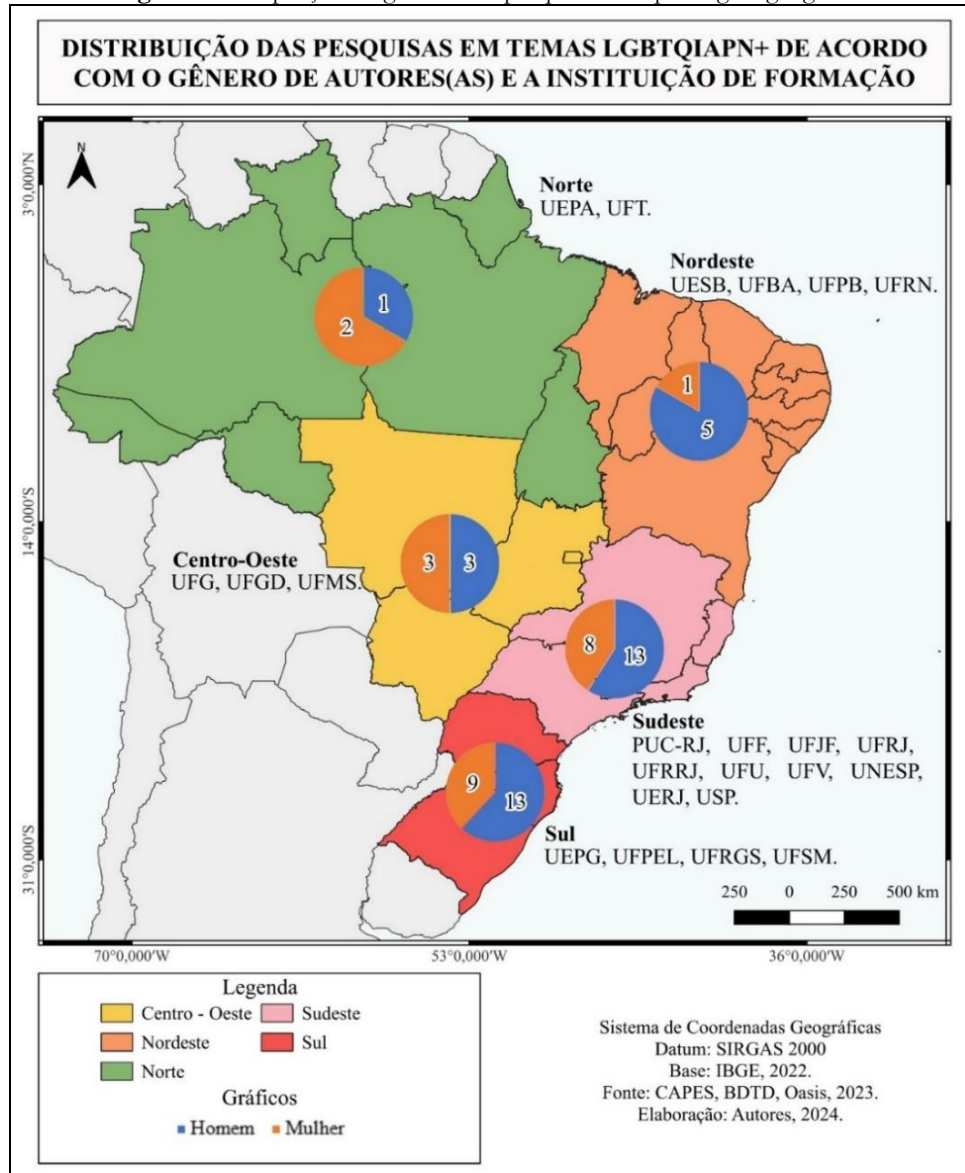 DISTRIBUIÇÃO DAS PESQUISAS EM TEMAS LGBTQIAPN+ DE ACORDO
COM O GÊNERO DE AUTORES(AS) E A INSTITUIÇÃO DE FORMAÇÃO
N
3°0,000'N
Norte
UEPA, UFT.
Nordeste
UESB, UFBA, UFPB, UFRN.
1
2
1
5
14°0,000'S
Centro-Oeste
UFG, UFGD, UFMS.
3
3
8
13
Sudeste
PUC-RJ, UFF, UFJF, UFRJ,
UFRRJ, UFU, UFV, UNESP,
UERJ, USP.
9
13
Sul
UEPG, UFPEL, UFRGS, UFSM.
31°0,000'S
250 0 250 500 km
70°0,000'W 53°0,000'W 36°0,000'W
Legenda
Centro - Oeste
Sudeste
Nordeste
Sul
Norte
Gráficos
Homem Mulher
Sistema de Coordenadas Geográficas
Datum: SIRGAS 2000
Base: IBGE, 2022.
Fonte: CAPES, BDTD, Oasis, 2023.
Elaboração: Autores, 2024.